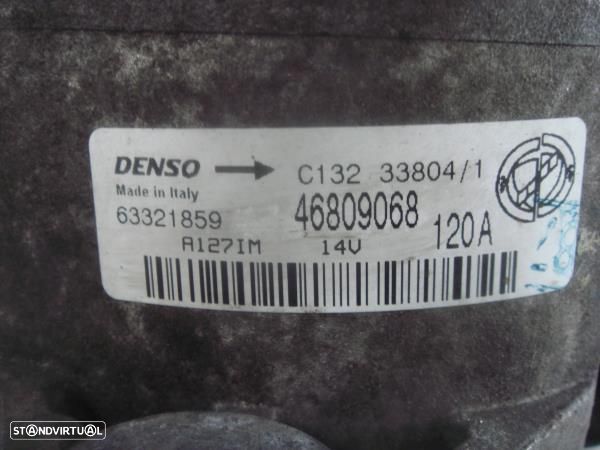 DENSO C132 33804/1
Made in Italy
63321859 46809068
A127IM 14V 120A
STANDVIRTUAL